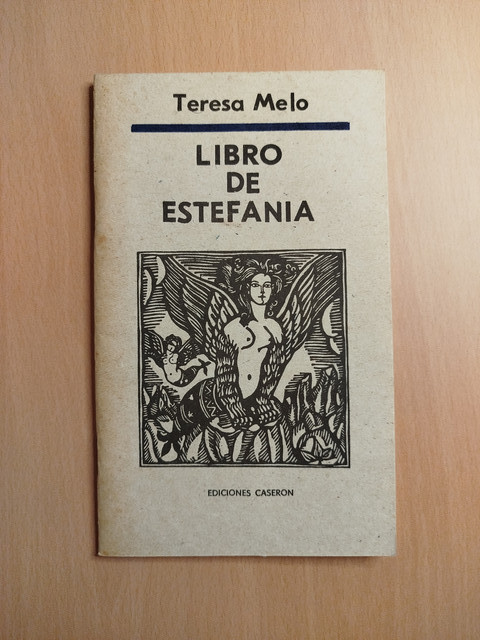 Teresa Melo
LIBRO
DE
ESTEFANIA
EDICIONES CASERON